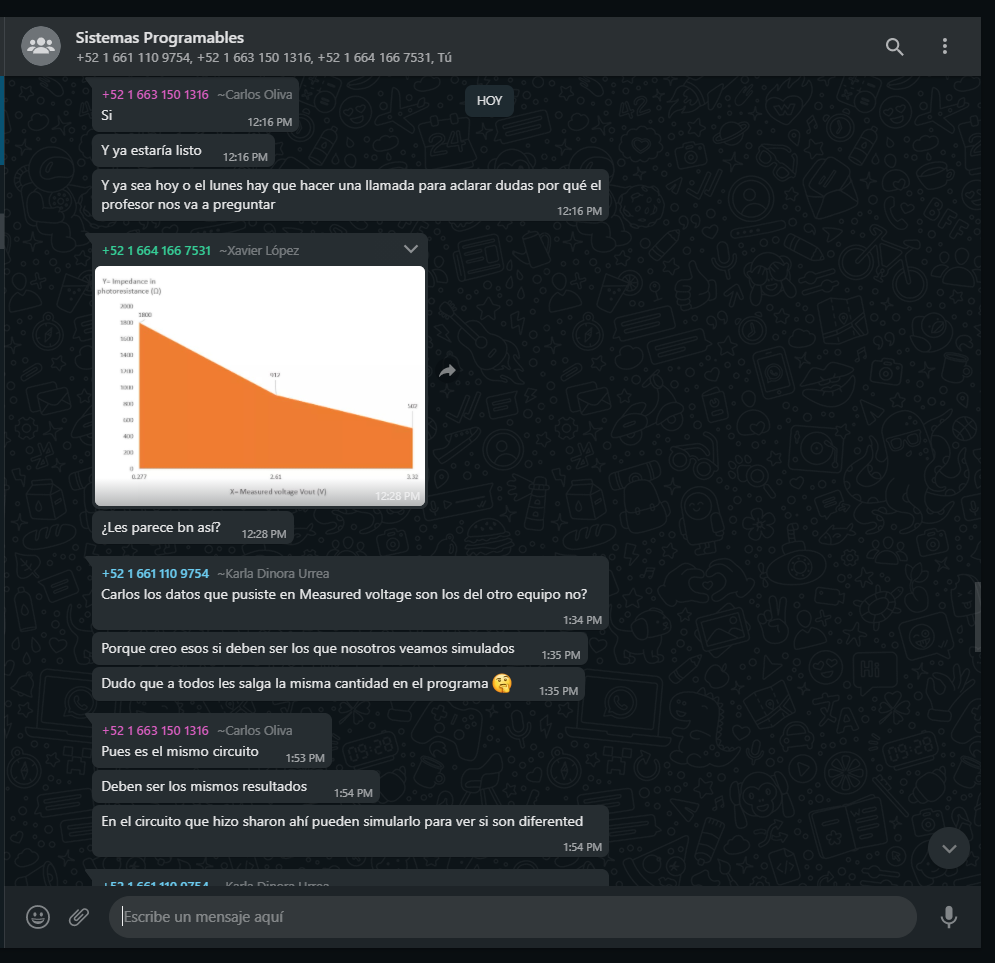 Sistemas Programables
+52 1 661 110 9754, +52 1 663 150 1316, +52 1 664 166 7531, Tú
HOY
+52 1 663 150 1316 ~Carlos Oliva
Si
12:16 PM
Y ya estaría listo
12:16 PM
Y ya sea hoy o el lunes hay que hacer una llamada para aclarar dudas por qué el
profesor nos va a preguntar
12:16 PM
+52 1 664 166 7531 ~Xavier López
Y= Impedance in
photoresistance (Ω)
2000
1800
1800
1600
1400
1200
1000
912
800
600
502
400
200
0
0.277
2.61
3.32
X= Measured voltage Vout (V)
12:28 PM
¿Les parece bn así?
12:28 PM
+52 1 661 110 9754 ~Karla Dinora Urrea
Carlos los datos que pusiste en Measured voltage son los del otro equipo no?
1:34 PM
Porque creo esos si deben ser los que nosotros veamos simulados
1:35 PM
Dudo que a todos les salga la misma cantidad en el programa 🤔
1:35 PM
+52 1 663 150 1316 ~Carlos Oliva
Pues es el mismo circuito
1:53 PM
Deben ser los mismos resultados
1:54 PM
En el circuito que hizo sharon ahí pueden simularlo para ver si son diferented
1:54 PM
+52 1 661 110 9754 ~Karla Dinora Urrea
Escribe un mensaje aquí